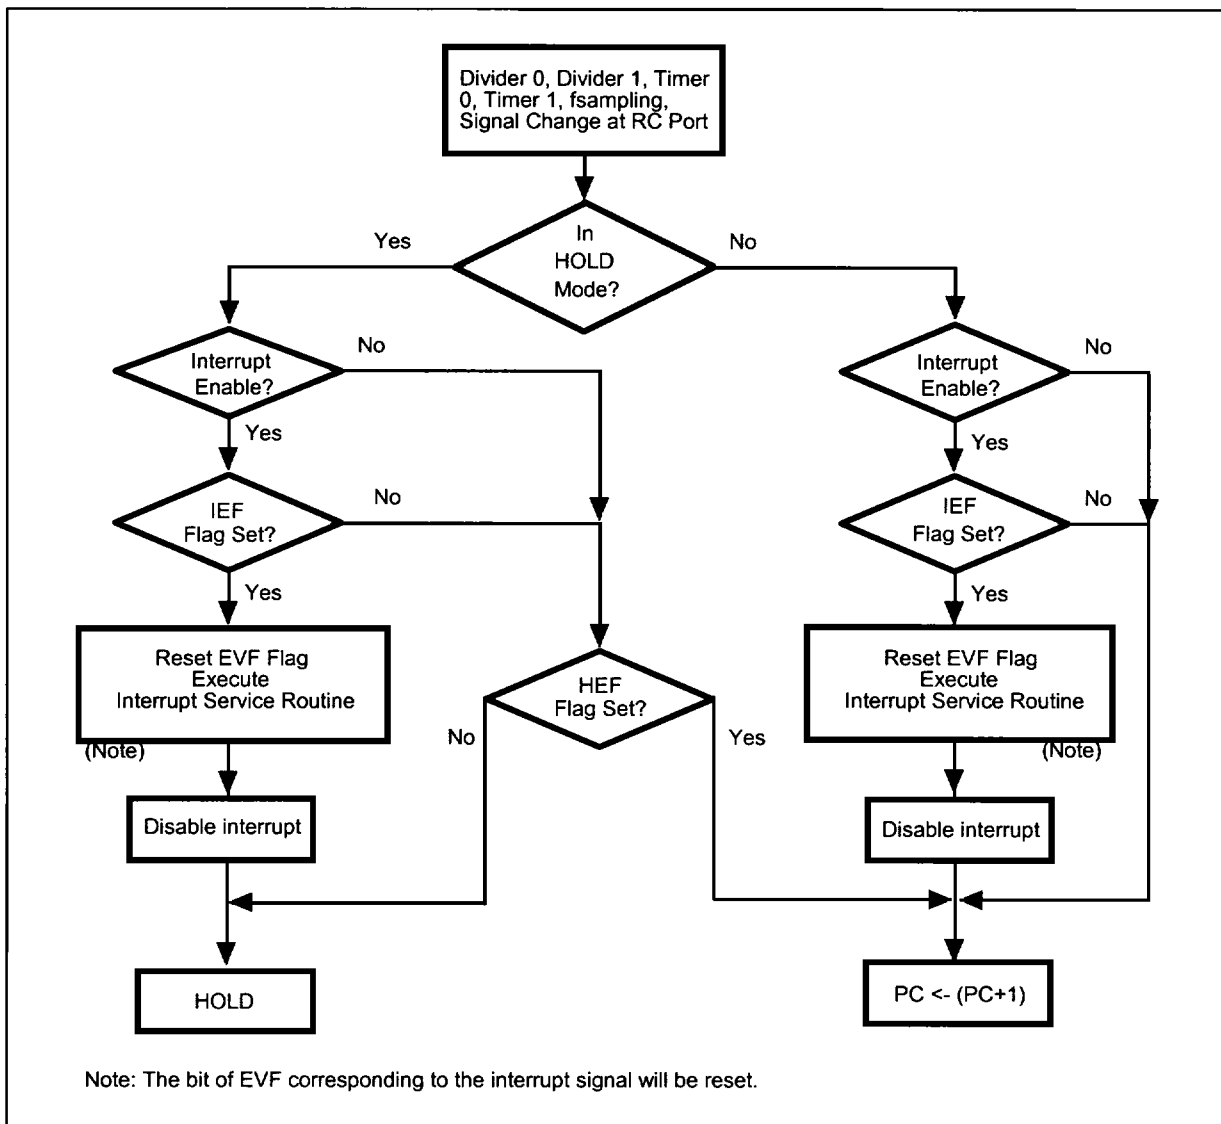 Divider 0, Divider 1, Timer
0, Timer 1, fsampling,
Signal Change at RC Port
In
HOLD
Mode?
Yes
No
Interrupt
Enable?
No
Yes
IEF
Flag Set?
No
Yes
Reset EVF Flag
Execute
Interrupt Service Routine
(Note)
Disable interrupt
HOLD
HEF
Flag Set?
No
Yes
Interrupt
Enable?
No
Yes
IEF
Flag Set?
No
Yes
Reset EVF Flag
Execute
Interrupt Service Routine
(Note)
Disable interrupt
PC <- (PC+1)
Note: The bit of EVF corresponding to the interrupt signal will be reset.